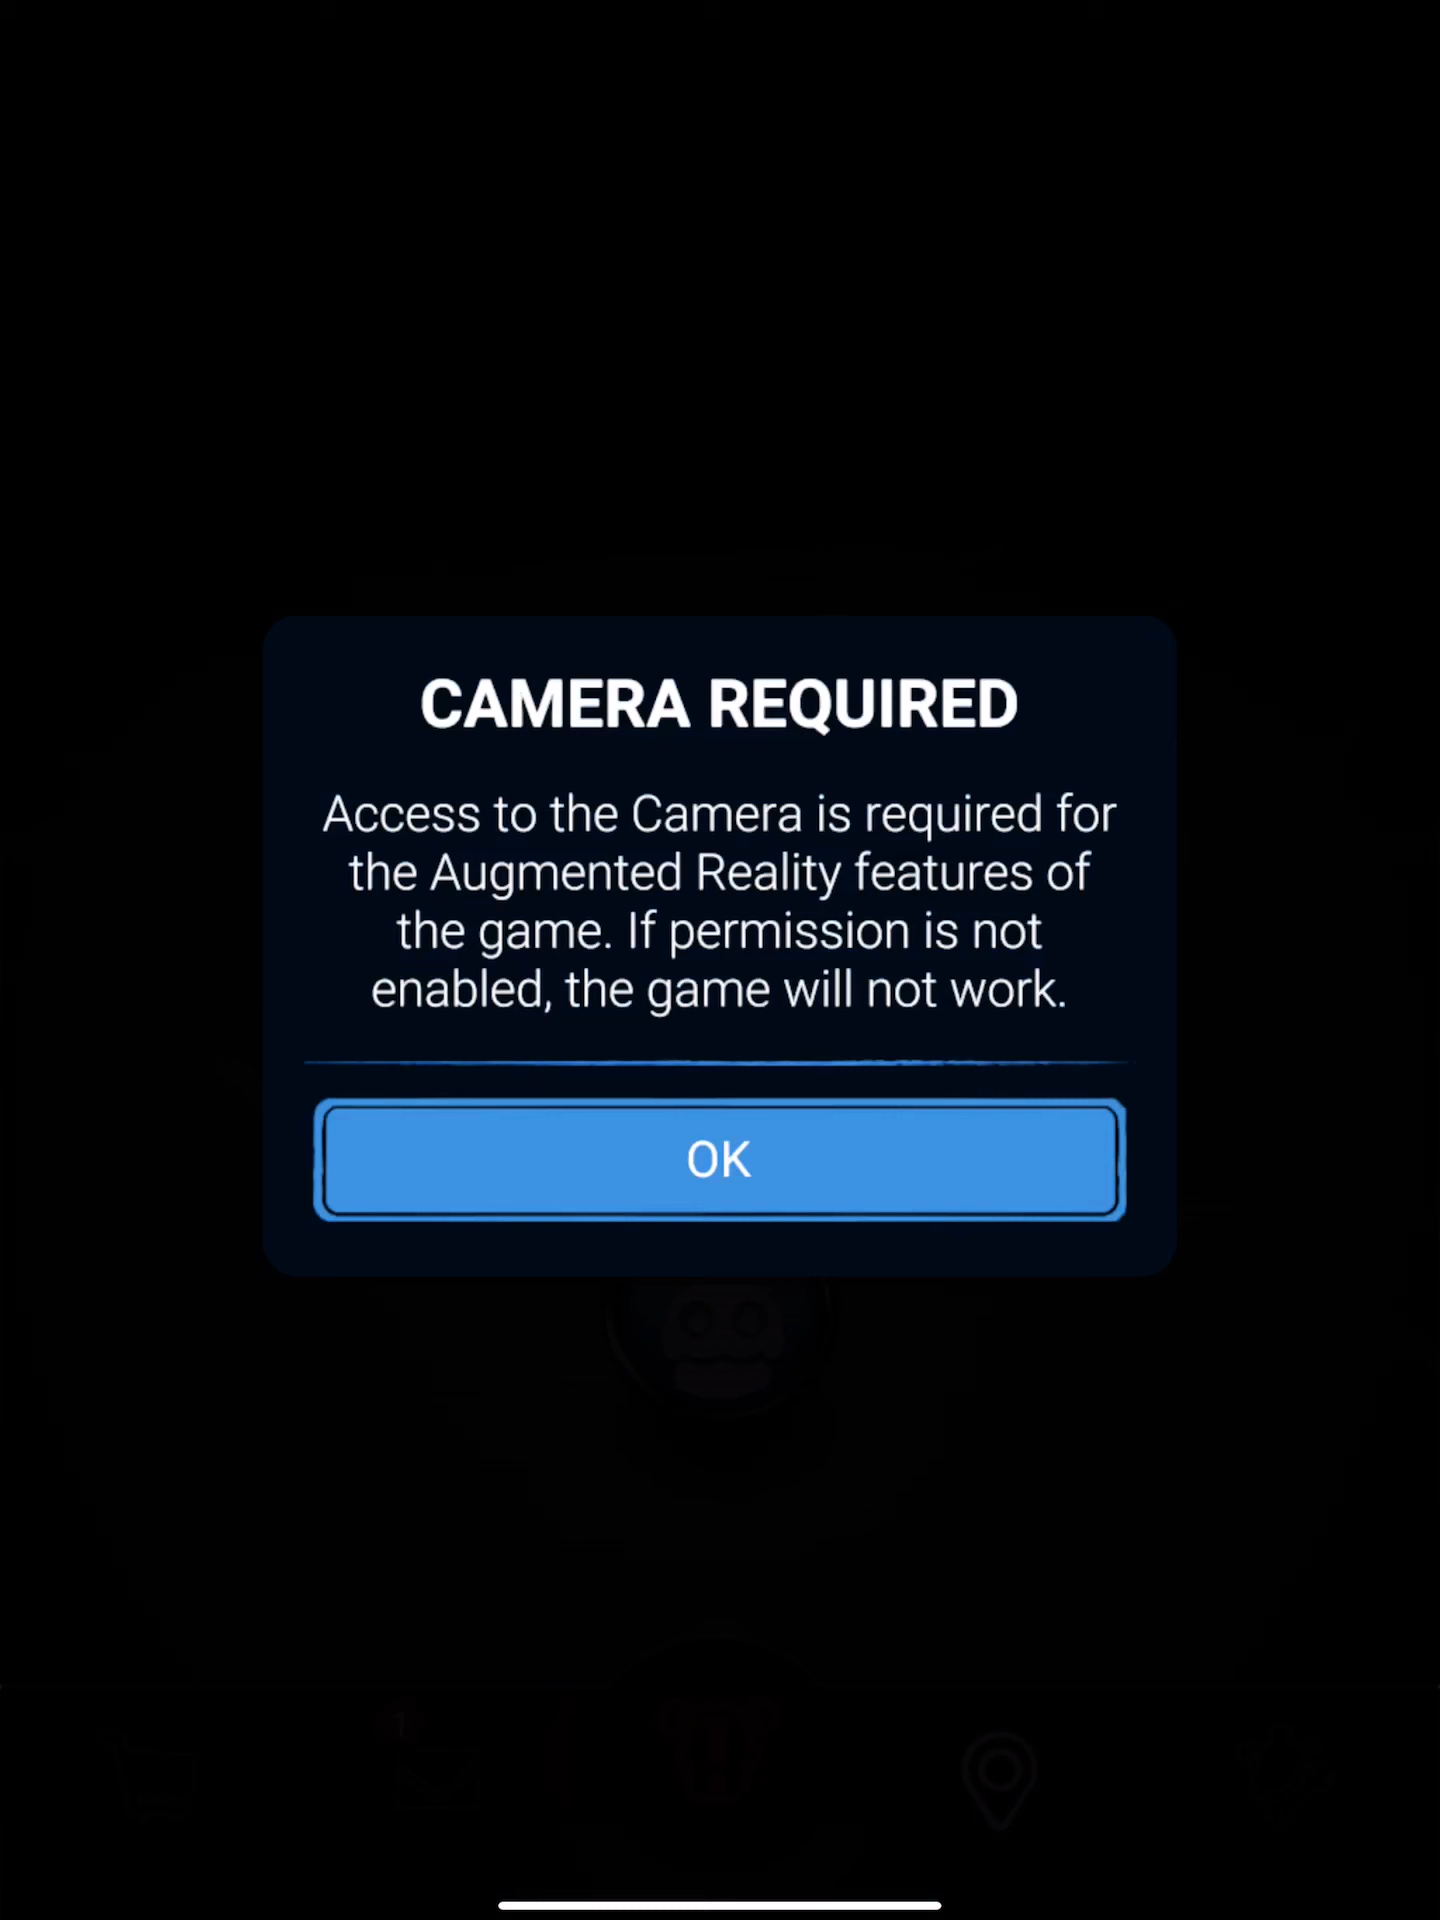 CAMERA REQUIRED
Access to the Camera is required for
the Augmented Reality features of
the game. If permission is not
enabled, the game will not work.
OK
1